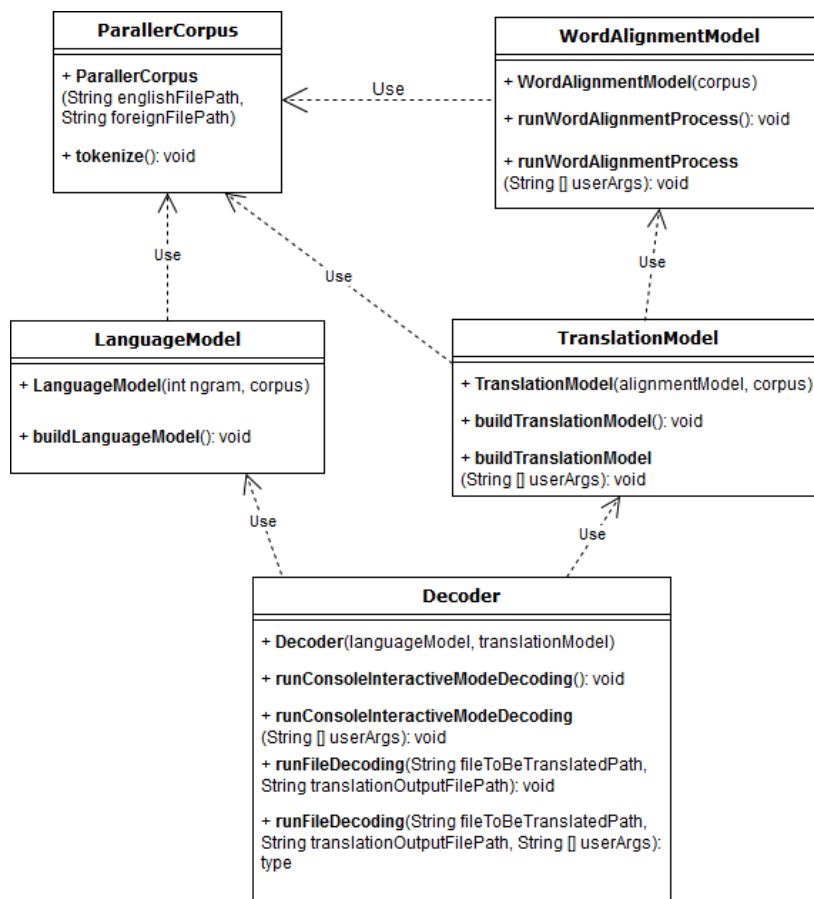 ParallerCorpus
+ ParallerCorpus
(String englishFilePath,
String foreignFilePath)
+ tokenize(): void
Use
WordAlignmentModel
+ WordAlignmentModel(corpus)
+ runWordAlignmentProcess(): void
+ runWordAlignmentProcess
(String [] userArgs): void
Use
Use
Use
LanguageModel
+ LanguageModel(int ngram, corpus)
+ buildLanguageModel(): void
TranslationModel
+ TranslationModel(alignmentModel, corpus)
+ buildTranslationModel(): void
+ buildTranslationModel
(String [] userArgs): void
Use
Use
Decoder
+ Decoder(languageModel, translationModel)
+ runConsoleInteractiveModeDecoding(): void
+ runConsoleInteractiveModeDecoding
(String [] userArgs): void
+ runFileDecoding(String fileToBeTranslatedPath,
String translationOutputFilePath): void
+ runFileDecoding(String fileToBeTranslatedPath,
String translationOutputFilePath, String [] userArgs):
type